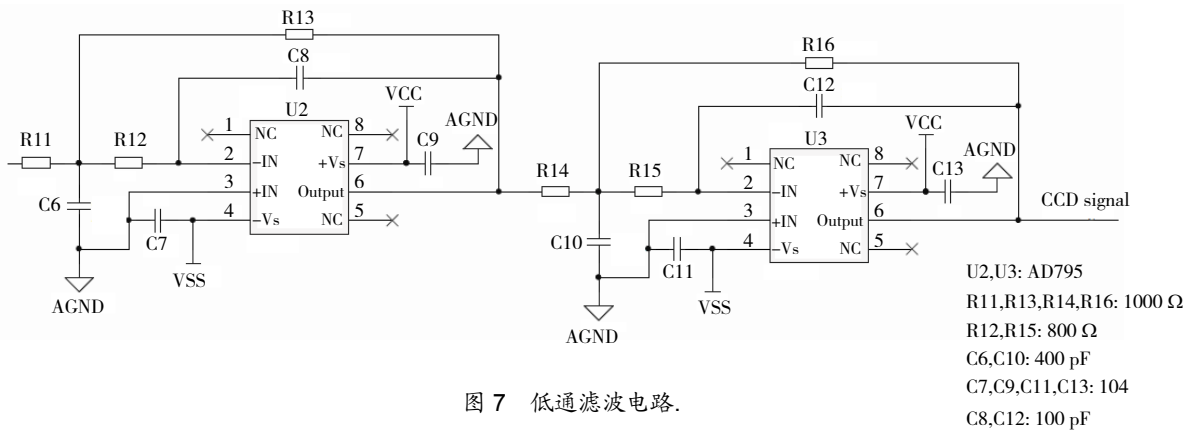 R13
C8
U2
VCC
AGND
R11
R12
1
NC
NC
8
C9
2
−IN
+Vs
7
3
+IN
Output
6
4
−Vs
NC
5
C6
C7
VSS
AGND
R16
C12
U3
VCC
AGND
R14
R15
1
NC
NC
8
C13
2
−IN
+Vs
7
3
+IN
Output
6
4
−Vs
NC
5
C10
C11
VSS
AGND
CCD signal
U2,U3: AD795
R11,R13,R14,R16: 1000 Ω
R12,R15: 800 Ω
C6,C10: 400 pF
C7,C9,C11,C13: 104
C8,C12: 100 pF
图 7 低通滤波电路.